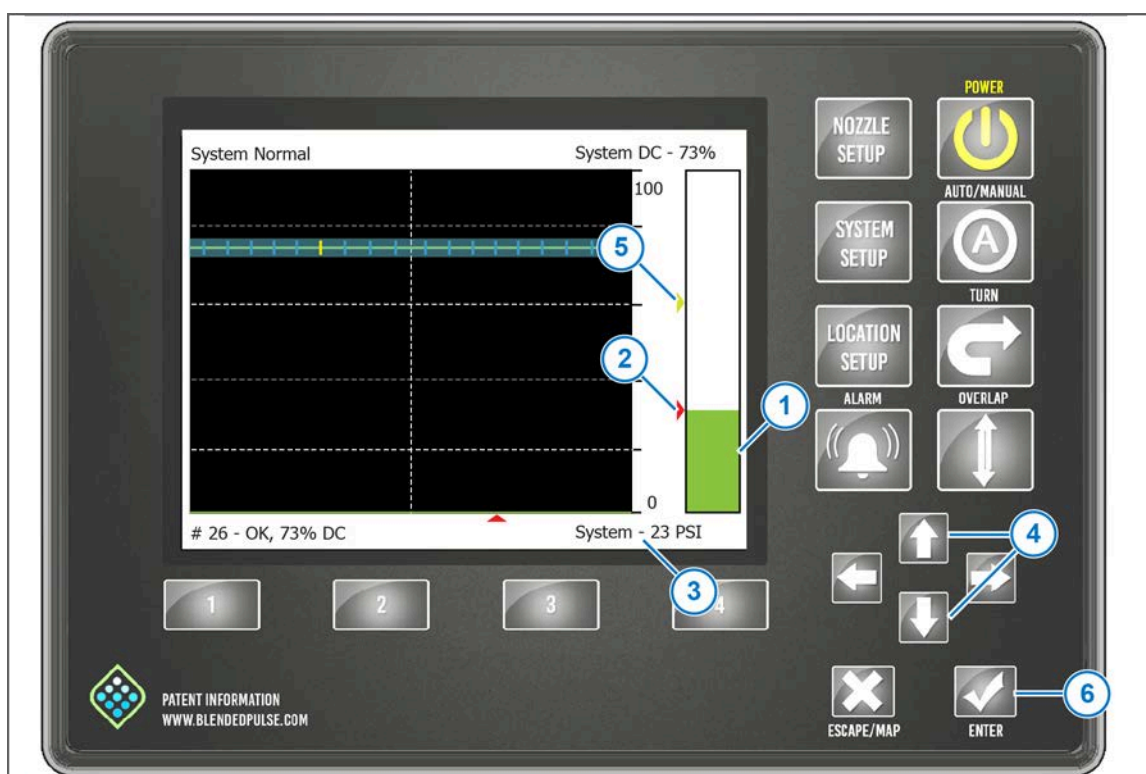 POWER
NOZZLE
SETUP
System Normal
System DC - 73%
100
AUTO/MANUAL
A
SYSTEM
SETUP
5
TURN
LOCATION
SETUP
2
ALARM
OVERLAP
1
0
# 26 - OK, 73% DC
System - 23 PSI
4
3
1
2
3
4
6
PATENT INFORMATION
WWW.BLENDEDPULSE.COM
ESCAPE/MAP
ENTER